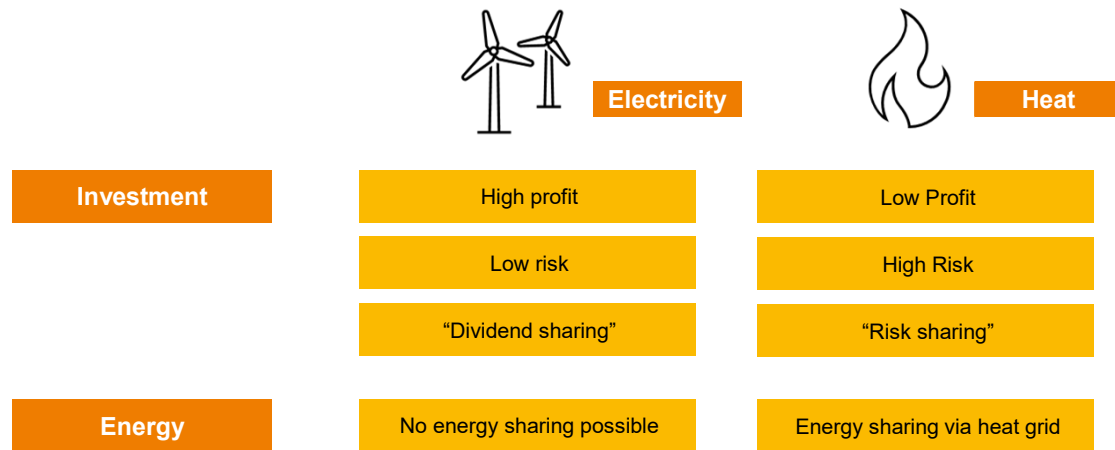 Electricity
Heat
Investment
High profit
Low Profit
Low risk
High Risk
“Dividend sharing”
“Risk sharing”
Energy
No energy sharing possible
Energy sharing via heat grid